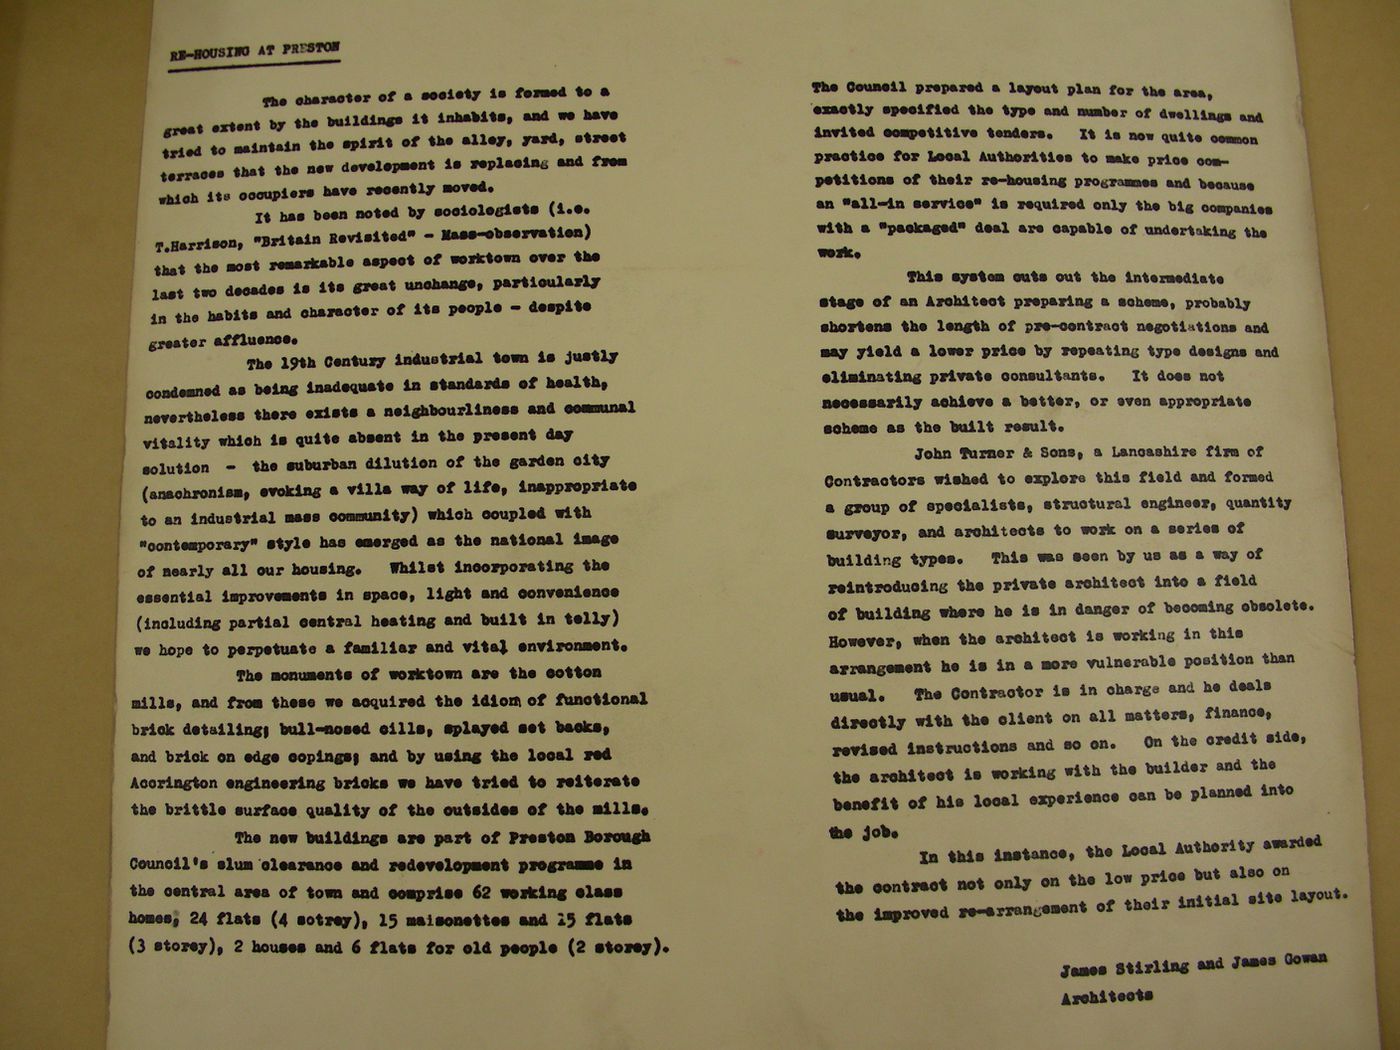 RE-HOUSING AT PRESTON
The character of a society is formed to a
great extent by the buildings it inhabits, and we have
tried to maintain the spirit of the alley, yard, street
terraces that the new development is replacing and from
which its occupiers have recently moved.
It has been noted by sociologists (i.e.
T.Harrison, "Britain Revisited" - Mass-observation)
that the most remarkable aspect of worktown over the
last two decades is its great unchange, particularly
in the habits and character of its people - despite
greater affluence.
The 19th Century industrial town is justly
condemned as being inadequate in standards of health,
nevertheless there exists a neighbourliness and communal
vitality which is quite absent in the present day
solution - the suburban dilution of the garden city
(anachronism, evoking a villa way of life, inappropriate
to an industrial mass community) which coupled with
"contemporary" style has emerged as the national image
of nearly all our housing. Whilst incorporating the
essential improvements in space, light and convenience
(including partial central heating and built in telly)
we hope to perpetuate a familiar and vital environment.
The monuments of worktown are the cotton
mills, and from these we acquired the idiom of functional
brick detailing; bull-nosed cills, splayed set backs,
and brick on edge copings; and by using the local red
Accrington engineering bricks we have tried to reiterate
the brittle surface quality of the outsides of the mills.
The new buildings are part of Preston Borough
Council's slum clearance and redevelopment programme in
the central area of town and comprise 62 working class
homes; 24 flats (4 sotrey), 15 maisonettes and 15 flats
(3 storey), 2 houses and 6 flats for old people (2 storey).
The Council prepared a layout plan for the area,
exactly specified the type and number of dwellings and
invited competitive tenders. It is now quite common
practice for Local Authorities to make price com-
petitions of their re-housing programmes and because
an "all-in service" is required only the big companies
with a "packaged" deal are capable of undertaking the
work.
This system cuts out the intermediate
stage of an Architect preparing a scheme, probably
shortens the length of pre-contract negotiations and
may yield a lower price by repeating type designs and
eliminating private consultants. It does not
necessarily achieve a better, or even appropriate
scheme as the built result.
John Turner & Sons, a Lancashire firm of
Contractors wished to explore this field and formed
a group of specialists, structural engineer, quantity
surveyor, and architects to work on a series of
building types. This was seen by us as a way of
reintroducing the private architect into a field
of building where he is in danger of becoming obsolete.
However, when the architect is working in this
arrangement he is in a more vulnerable position than
usual. The Contractor is in charge and he deals
directly with the client on all matters, finance,
revised instructions and so on. On the credit side,
the architect is working with the builder and the
benefit of his local experience can be planned into
the job.
In this instance, the Local Authority awarded
the contract not only on the low price but also on
the improved re-arrangement of their initial site layout.
James Stirling and James Gowan
Architects